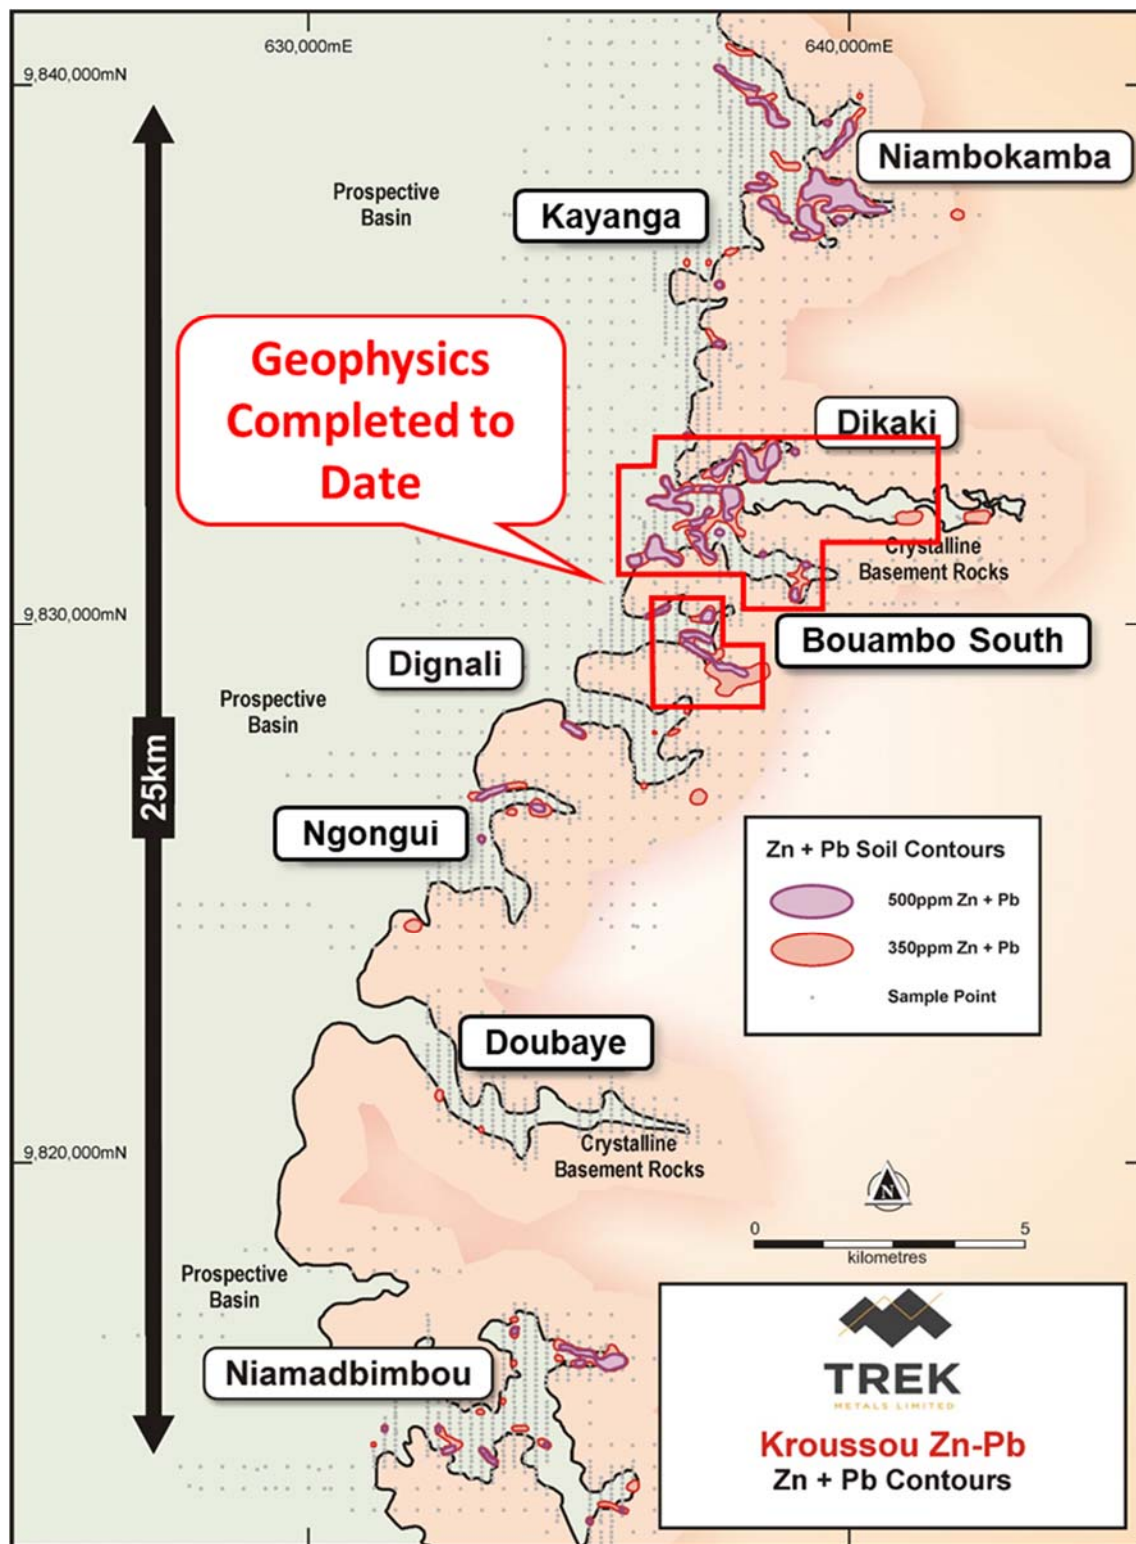 630,000mE
640,000mE
9,840,000mN
Niambokamba
Prospective
Basin
Kayanga
Geophysics
Completed to
Date
Dikaki
Crystalline
Basement Rocks
9,830,000mN
Bouambo South
Dignali
Prospective
Basin
25km
Ngongui
Zn + Pb Soil Contours
500ppm Zn + Pb
350ppm Zn + Pb
Sample Point
Doubaye
9,820,000mN
Crystalline
Basement Rocks
N
0
5
kilometres
Prospective
Basin
Niamadbimbou
TREK
METALS LIMITED
Kroussou Zn-Pb
Zn + Pb Contours